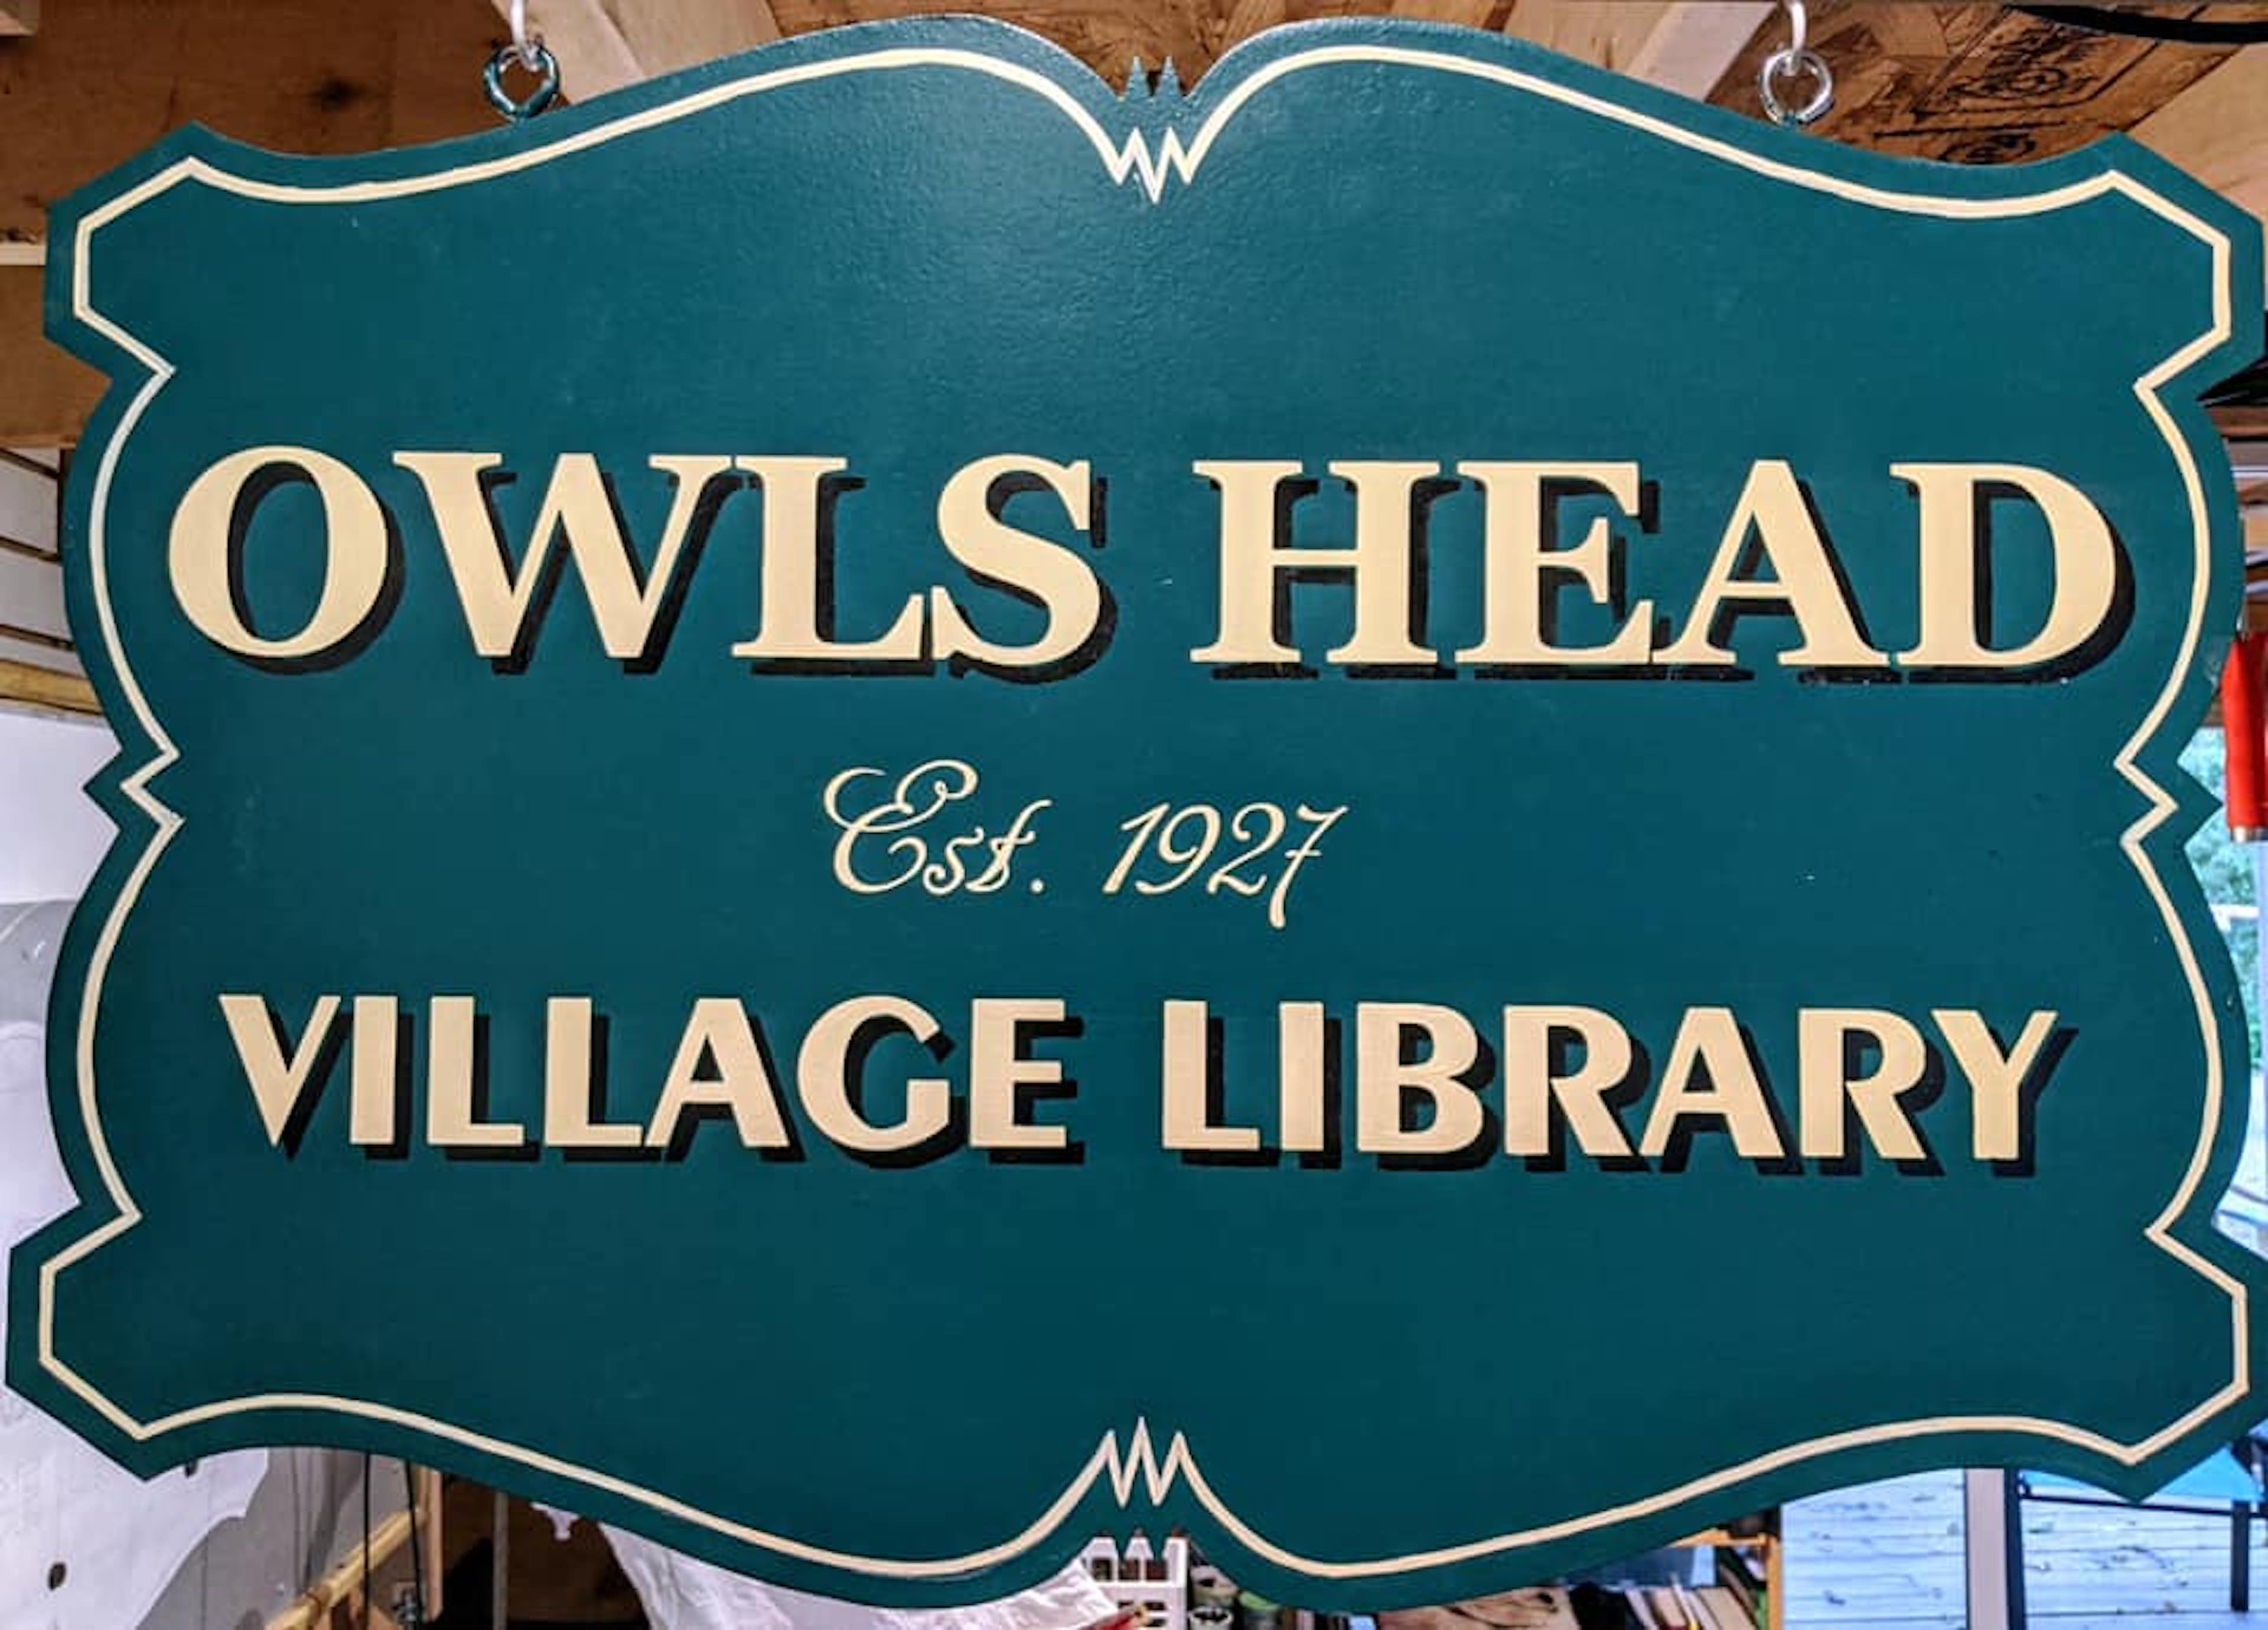 OWLS HEAD
Est. 1927
VILLAGE LIBRARY